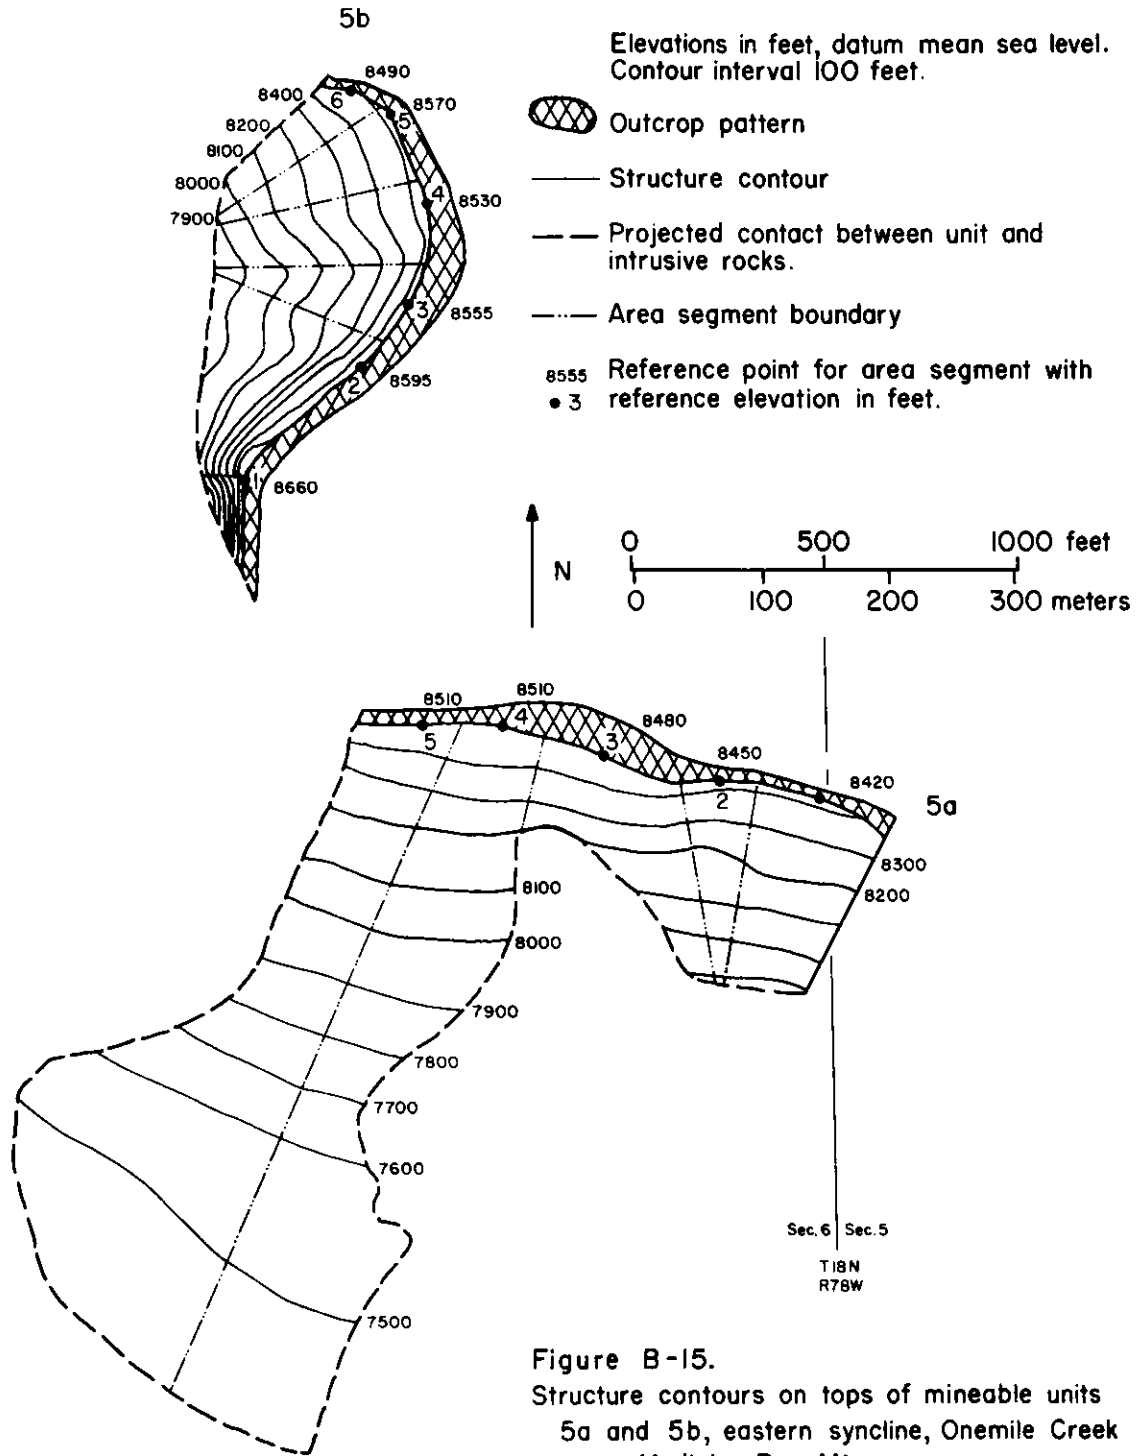 5b
Elevations in feet, datum mean sea level.
Contour interval 100 feet.
Outcrop pattern
Structure contour
Projected contact between unit and
intrusive rocks.
Area segment boundary
8555 Reference point for area segment with
3 reference elevation in feet.
8490
8400
6
8570
8200
5
8100
8000
4
8530
7900
3
8555
2
8595
1
8660
N
0 500 1000 feet
0 100 200 300 meters
8510
8510
4
8480
5
3
8450
2
8420
5a
8300
8200
8100
8000
7900
7800
7700
7600
7500
Sec. 6 Sec. 5
T18N
R78W
Figure B-15.
Structure contours on tops of mineable units
5a and 5b, eastern syncline, Onemile Creek